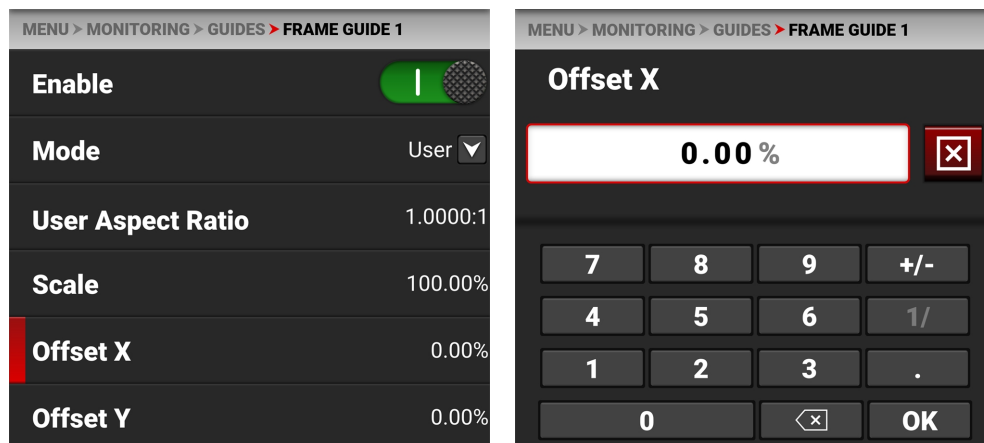 MENU > MONITORING > GUIDES > FRAME GUIDE 1
Enable
Mode User
User Aspect Ratio 1.0000:1
Scale 100.00%
Offset X 0.00%
Offset Y 0.00%
MENU > MONITORING > GUIDES > FRAME GUIDE 1
Offset X
0.00 %
7 8 9 +/-
4 5 6 1/
1 2 3 .
0 OK